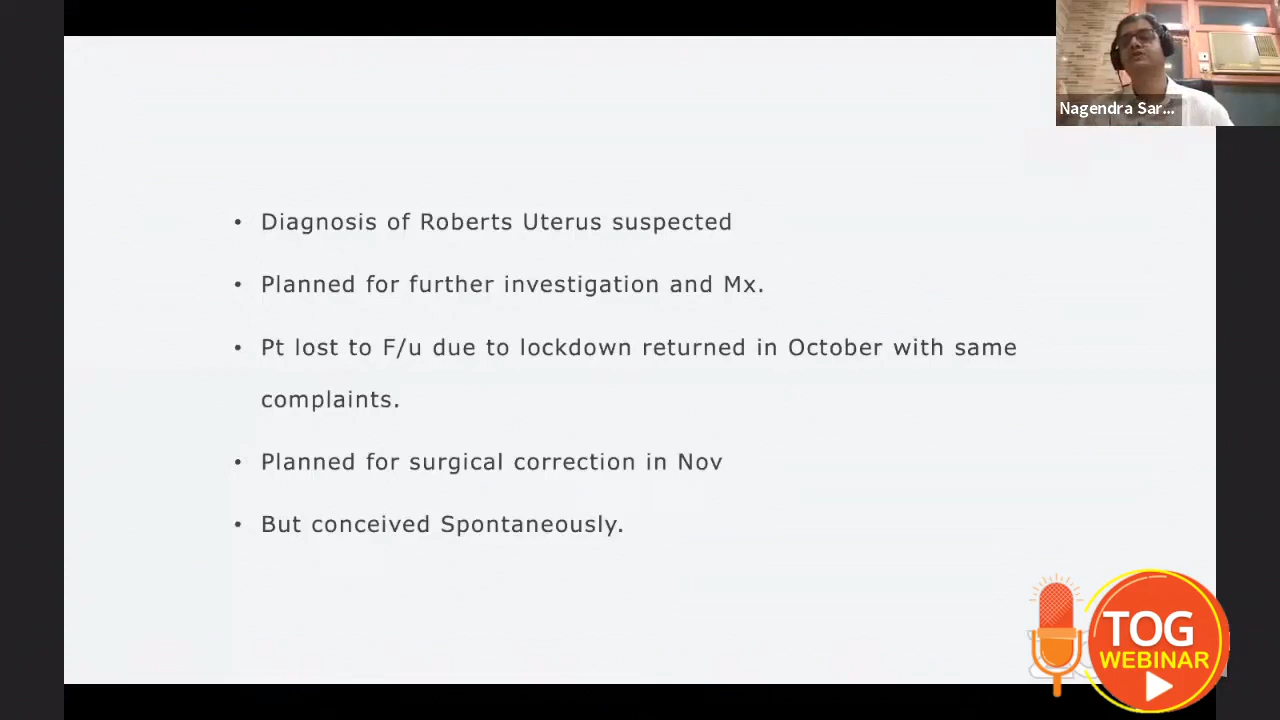 Nagendra Sar...
• Diagnosis of Roberts Uterus suspected
• Planned for further investigation and Mx.
• Pt lost to F/u due to lockdown returned in October with same
complaints.
• Planned for surgical correction in Nov
• But conceived Spontaneously.
TOG
WEBINAR